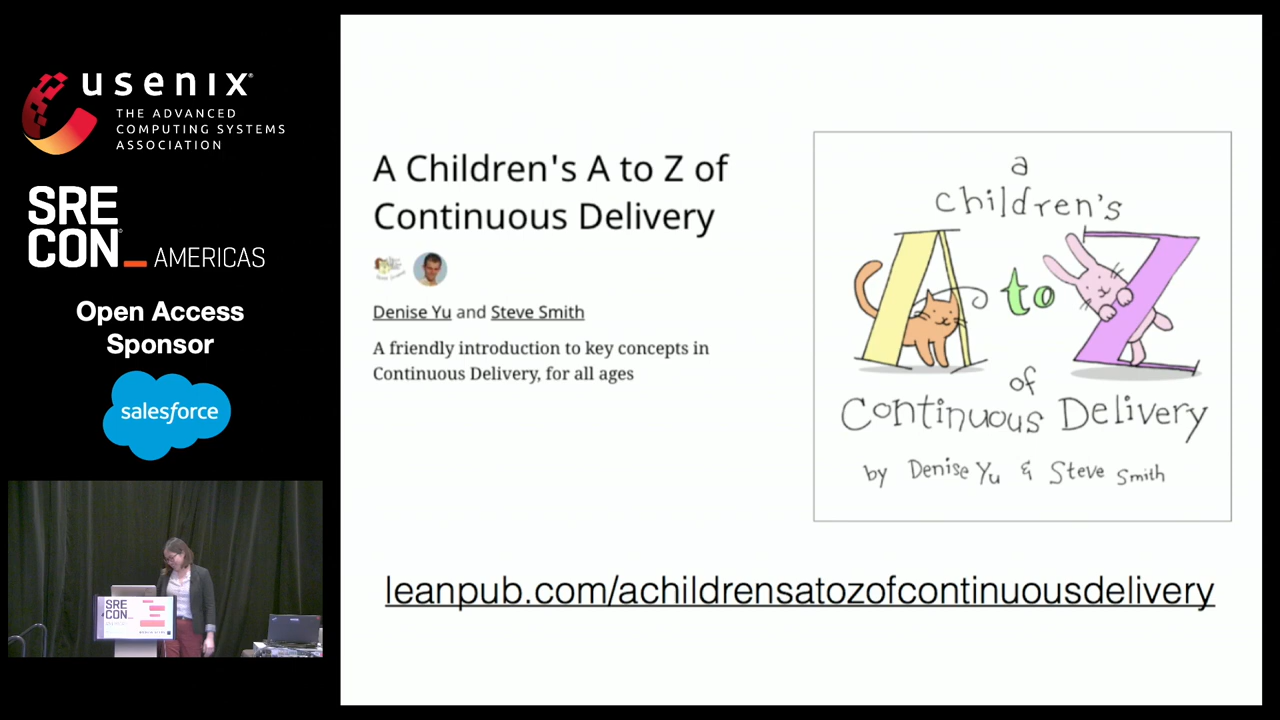 usenix
THE ADVANCED
COMPUTING SYSTEMS
ASSOCIATION
SRE
CON_ AMERICAS
Open Access
Sponsor
salesforce
SRE
CON_
A Children's A to Z of
Continuous Delivery
Denise Yu and Steve Smith
A friendly introduction to key concepts in
Continuous Delivery, for all ages
a
children's
A to Z
of
Continuous Delivery
by Denise Yu & Steve Smith
leanpub.com/achildrensatozofcontinuousdelivery